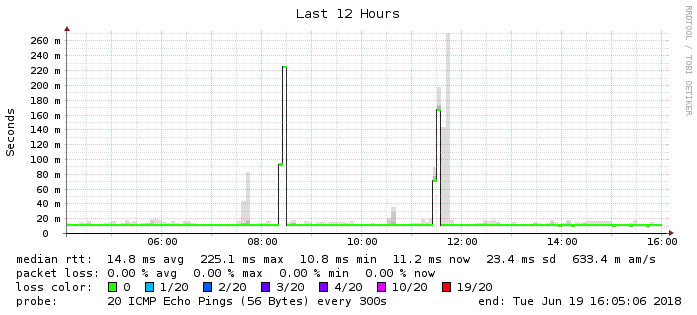 Last 12 Hours
RRDTOOL / TOBI OETIKER
Seconds
260 m
240 m
220 m
200 m
180 m
160 m
140 m
120 m
100 m
80 m
60 m
40 m
20 m
0
06:00 08:00 10:00 12:00 14:00 16:00
median rtt: 14.8 ms avg 225.1 ms max 10.8 ms min 11.2 ms now 23.4 ms sd 633.4 m am/s
packet loss: 0.00 % avg 0.00 % max 0.00 % min 0.00 % now
loss color: 0 1/20 2/20 3/20 4/20 10/20 19/20
probe: 20 ICMP Echo Pings (56 Bytes) every 300s end: Tue Jun 19 16:05:06 2018